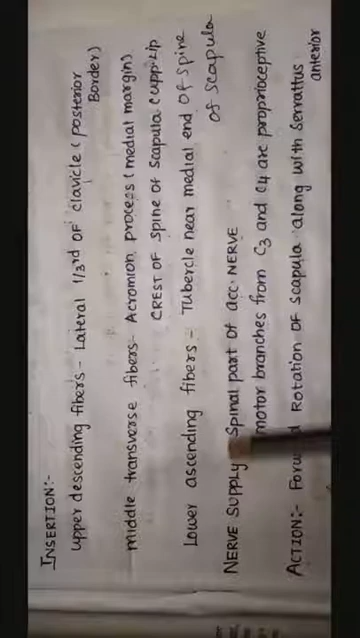 INSERTION:-
upper descending fibers - Lateral 1/3rd OF clavicle (posterior
Border)
middle transverse fibers - Acromion process (medial margin)
CREST OF spine of scapula (upp. Lip
Lower ascending fibers - Tubercle near medial end of spine
of scapula
NERVE SUPPLY Spinal part of acc. NERVE
motor branches from C3 and C4 are proprioceptive
ACTION:- Rotation OF scapula along with serrattus
anterior